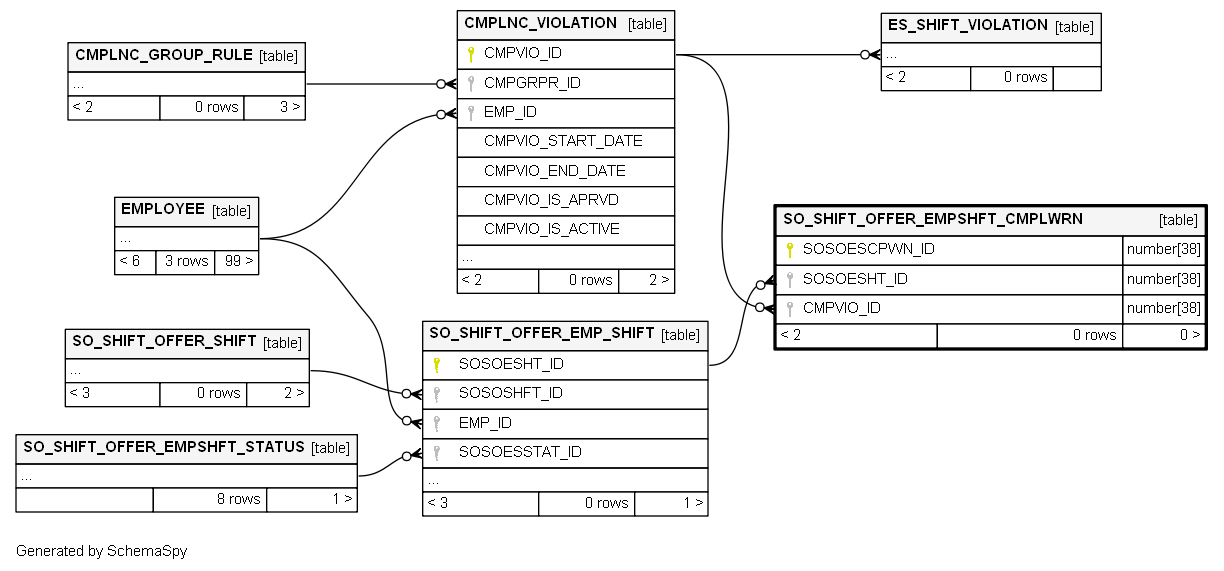 CMPLNC_GROUP_RULE [table]
...
< 2 0 rows 3 >
EMPLOYEE [table]
...
< 6 3 rows 99 >
SO_SHIFT_OFFER_SHIFT [table]
...
< 3 0 rows 2 >
SO_SHIFT_OFFER_EMPSHFT_STATUS [table]
...
8 rows 1 >
CMPLNC_VIOLATION [table]
CMPVIO_ID
CMPGRPR_ID
EMP_ID
CMPVIO_START_DATE
CMPVIO_END_DATE
CMPVIO_IS_APRVD
CMPVIO_IS_ACTIVE
...
< 2 0 rows 2 >
SO_SHIFT_OFFER_EMP_SHIFT [table]
SOSOESHT_ID
SOSOSHFT_ID
EMP_ID
SOSOESSTAT_ID
...
< 3 0 rows 1 >
ES_SHIFT_VIOLATION [table]
...
< 2 0 rows
SO_SHIFT_OFFER_EMPSHFT_CMPLWRN [table]
SOSOESCPWN_ID number[38]
SOSOESHT_ID number[38]
CMPVIO_ID number[38]
< 2 0 rows 0 >
Generated by SchemaSpy